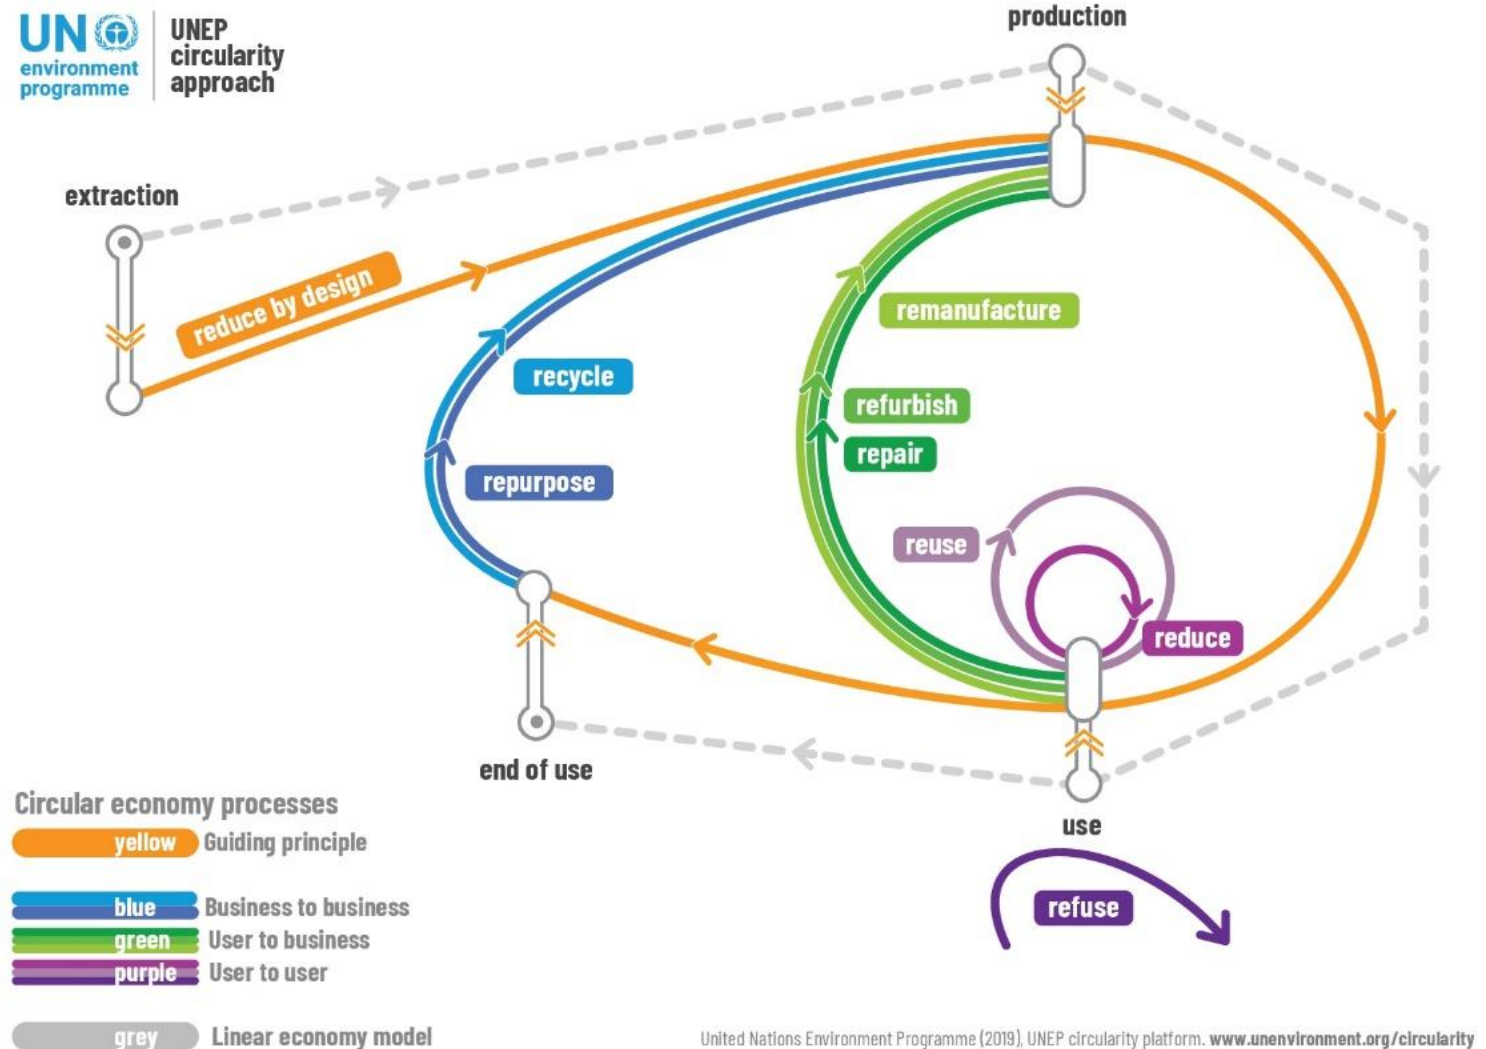 UN
environment
programme
UNEP
circularity
approach
production
extraction
reduce by design
remanufacture
recycle
refurbish
repair
repurpose
reuse
reduce
end of use
use
refuse
Circular economy processes
yellow Guiding principle
blue Business to business
green User to business
purple User to user
grey Linear economy model
United Nations Environment Programme (2019), UNEP circularity platform. www.unenvironment.org/circularity